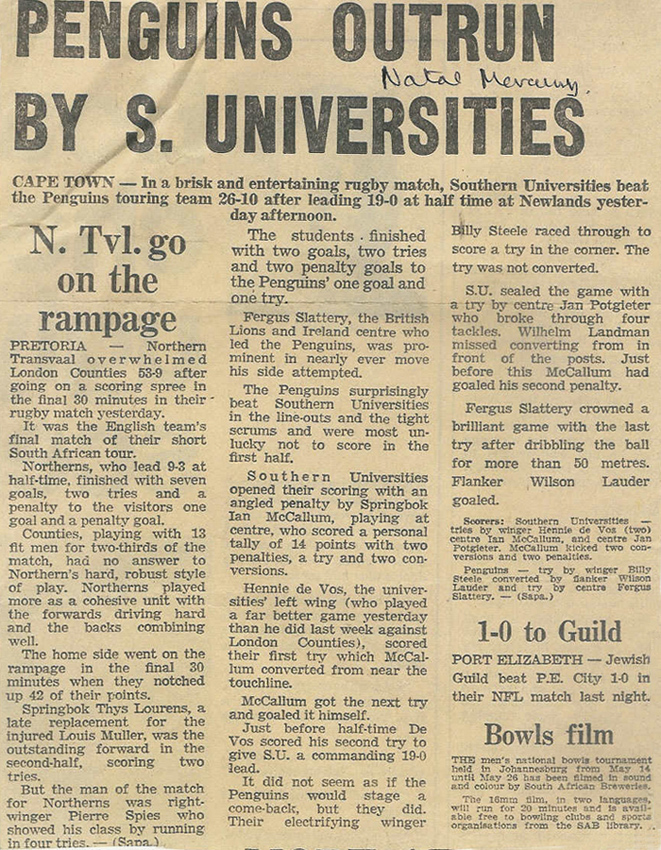 PENGUINS OUTRUN
Natal Mercury.
BY S. UNIVERSITIES
CAPE TOWN — In a brisk and entertaining rugby match, Southern Universities beat
the Penguins touring team 26-10 after leading 19-0 at half time at Newlands yester-
day afternoon.
N. Tvl. go
on the
rampage
PRETORIA — Northern
Transvaal overwhelmed
London Counties 53-9 after
going on a scoring spree in
the final 30 minutes in their
rugby match yesterday.
It was the English team's
final match of their short
South African tour.
Northerns, who lead 9-3 at
half-time, finished with seven
goals, two tries and a
penalty to the visitors one
goal and a penalty goal.
Counties, playing with 13
fit men for two-thirds of the
match, had no answer to
Northern's hard, robust style
of play. Northerns played
more as a cohesive unit with
the forwards driving hard
and the backs combining
well.
The home side went on the
rampage in the final 30
minutes when they notched
up 42 of their points.
Springbok Thys Lourens, a
late replacement for the
injured Louis Muller, was the
outstanding forward in the
second-half, scoring two
tries.
But the man of the match
for Northerns was right-
winger Pierre Spies who
showed his class by running
in four tries. — (Sapa.)
The students finished
with two goals, two tries
and two penalty goals to
the Penguins' one goal and
one try.
Fergus Slattery, the British
Lions and Ireland centre who
led the Penguins, was pro-
minent in nearly ever move
his side attempted.
The Penguins surprisingly
beat Southern Universities
in the line-outs and the tight
scrums and were most un-
lucky not to score in the
first half.
Southern Universities
opened their scoring with an
angled penalty by Springbok
Ian McCallum, playing at
centre, who scored a personal
tally of 14 points with two
penalties, a try and two con-
versions.
Hennie de Vos, the univer-
sities' left wing (who played
a far better game yesterday
than he did last week against
London Counties), scored
their first try which McCal-
lum converted from near the
touchline.
McCallum got the next try
and goaled it himself.
Just before half-time De
Vos scored his second try to
give S.U. a commanding 19-0
lead.
It did not seem as if the
Penguins would stage a
come-back, but they did.
Their electrifying winger
Billy Steele raced through to
score a try in the corner. The
try was not converted.
S.U. sealed the game with
a try by centre Jan Potgieter
who broke through four
tackles. Wilhelm Landman
missed converting from in
front of the posts. Just
before this McCallum had
goaled his second penalty.
Fergus Slattery crowned a
brilliant game with the last
try after dribbling the ball
for more than 50 metres.
Flanker Wilson Lauder
goaled.
Scorers: Southern Universities —
tries by winger Hennie de Vos (two)
centre Ian McCallum, and centre Jan
Potgieter. McCallum kicked two con-
versions and two penalties.
Penguins — try by winger Billy
Steele converted by flanker Wilson
Lauder and try by centre Fergus
Slattery. — (Sapa.)
1-0 to Guild
PORT ELIZABETH — Jewish
Guild beat P.E. City 1-0 in
their NFL match last night.
Bowls film
THE men's national bowls tournament
held in Johannesburg from May 14
until May 26 has been filmed in sound
and colour by South African Breweries.
The 16mm film, in two languages,
will run for 20 minutes and is avail-
able free to bowling clubs and sports
organisations from the SAB library.